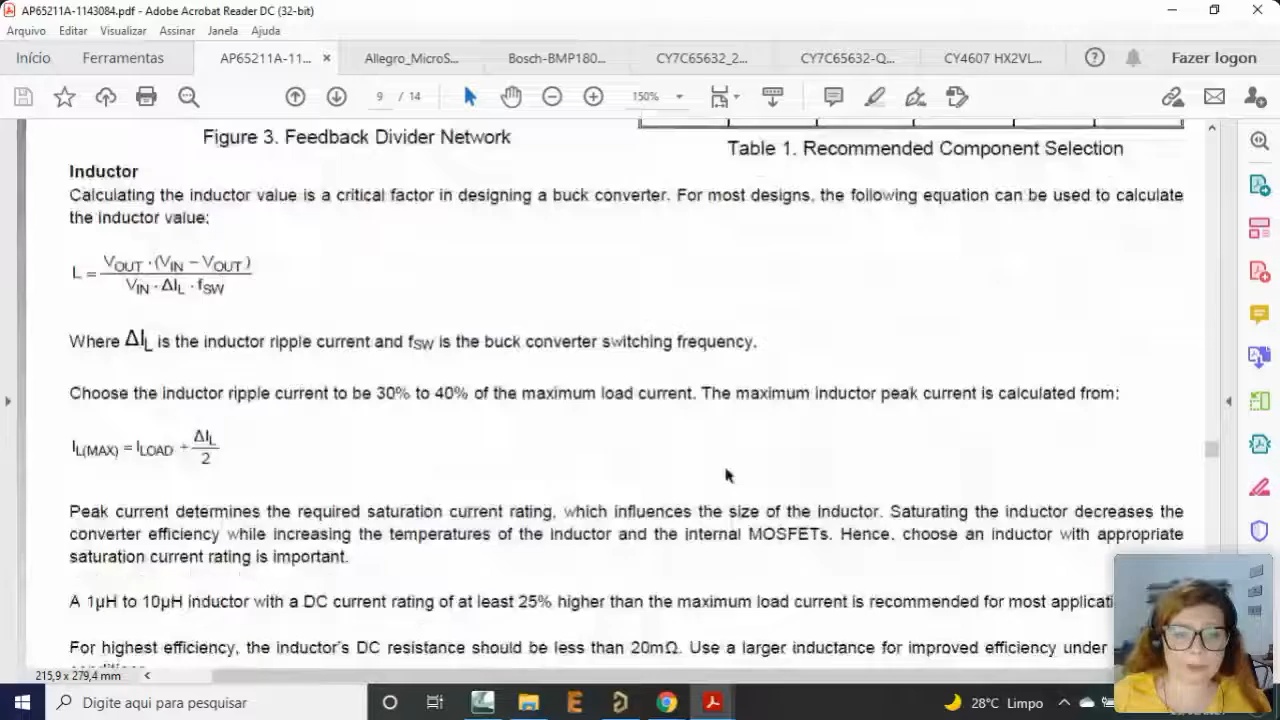 AP65211A-1143084.pdf - Adobe Acrobat Reader DC (32-bit)
Arquivo Editar Visualizar Assinar Janela Ajuda
Início Ferramentas AP65211A-11... × Allegro_MicroS... Bosch-BMP180... CY7C65632_2... CY7C65632-Q... CY4607 HX2VL... Fazer logon
9 / 14 150%
Figure 3. Feedback Divider Network
Table 1. Recommended Component Selection
Inductor
Calculating the inductor value is a critical factor in designing a buck converter. For most designs, the following equation can be used to calculate
the inductor value;
L = VOUT · (VIN − VOUT) / VIN · ΔIL · fSW
Where ΔIL is the inductor ripple current and fSW is the buck converter switching frequency.
Choose the inductor ripple current to be 30% to 40% of the maximum load current. The maximum inductor peak current is calculated from:
IL(MAX) = ILOAD + ΔIL / 2
Peak current determines the required saturation current rating, which influences the size of the inductor. Saturating the inductor decreases the
converter efficiency while increasing the temperatures of the inductor and the internal MOSFETs. Hence, choose an inductor with appropriate
saturation current rating is important.
A 1µH to 10µH inductor with a DC current rating of at least 25% higher than the maximum load current is recommended for most applicati
For highest efficiency, the inductor's DC resistance should be less than 20mΩ. Use a larger inductance for improved efficiency under
215,9 x 279,4 mm
Digite aqui para pesquisar
28°C Limpo